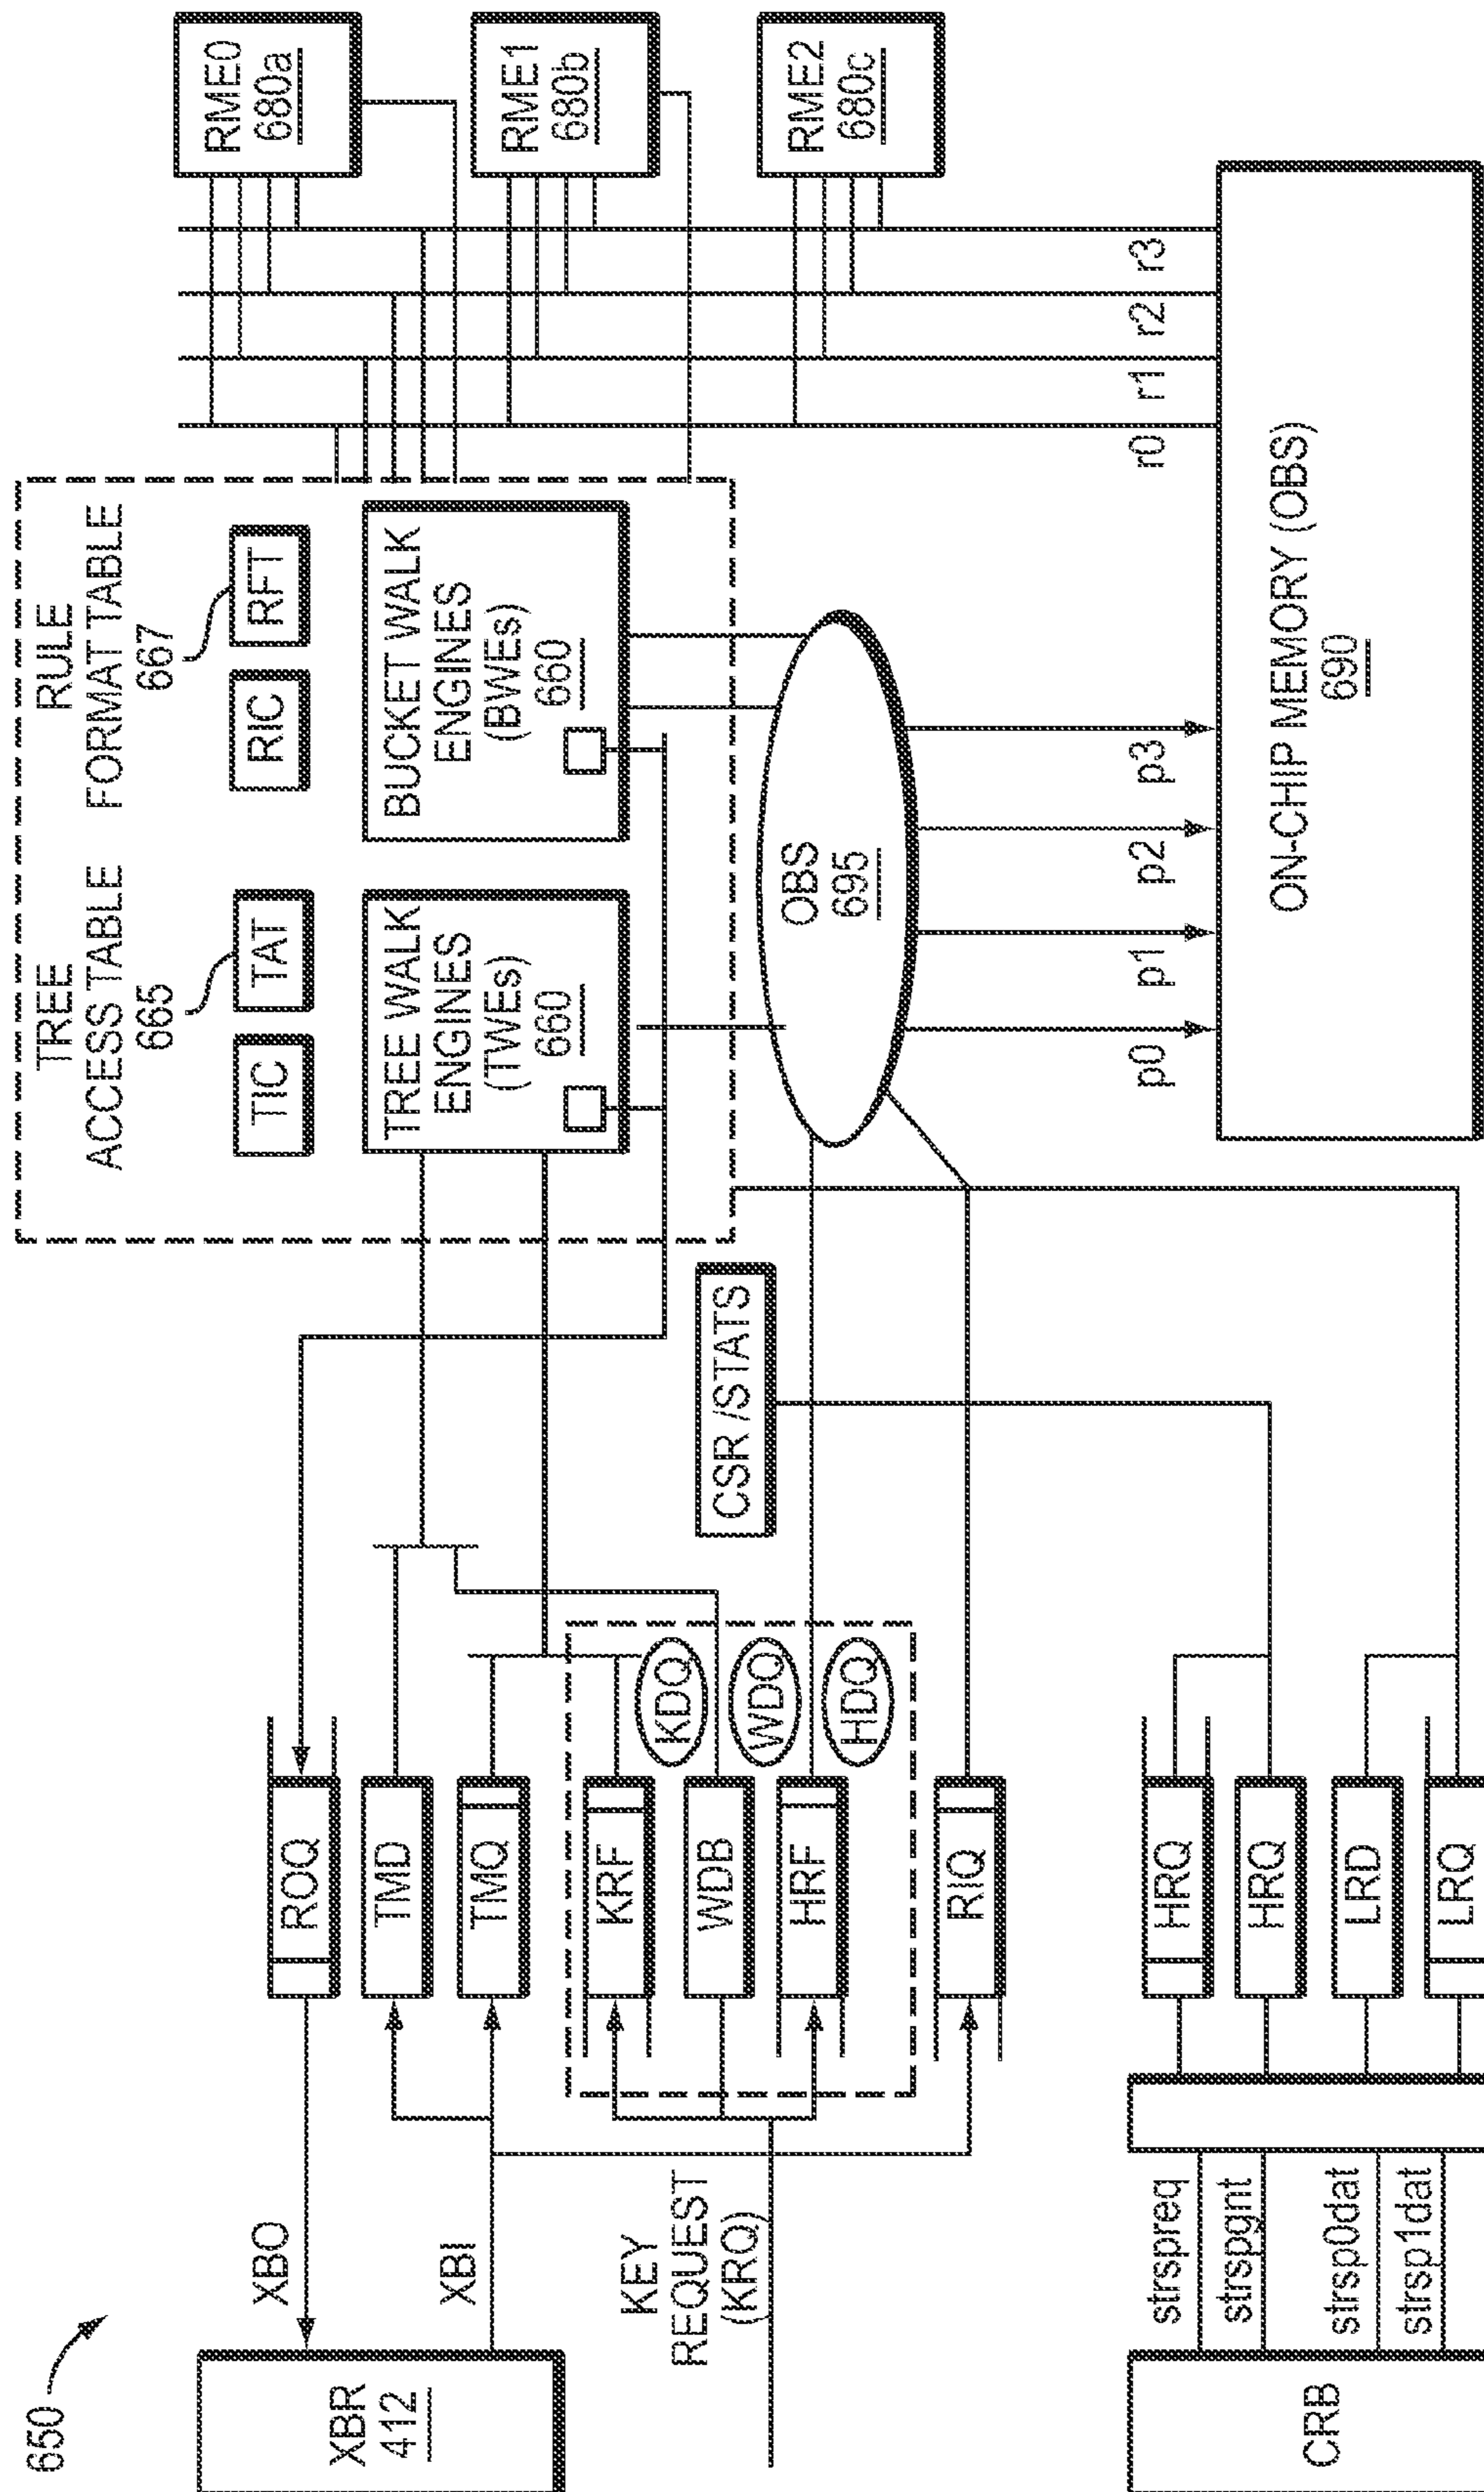 650
XBR
412
XBO
XBI
KEY
REQUEST
(KRQ)
ROQ
TMD
TMQ
KRF
WDB
HRF
RIQ
KDQ
WDQ
HDQ
CSR /STATS
TREE
ACCESS TABLE
665
TIC
TAT
RULE
FORMAT TABLE
667
RIC
RFT
TREE WALK
ENGINES
(TWEs)
660
BUCKET WALK
ENGINES
(BWEs)
660
OBS
695
RME0
680a
RME1
680b
RME2
680c
r0
r1
r2
r3
p0
p1
p2
p3
ON-CHIP MEMORY (OBS)
690
CRB
strspreq
strspgnt
strsp0dat
strsp1dat
HRQ
HRQ
LRD
LRQ